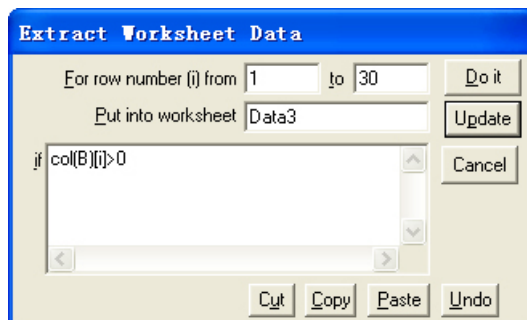 Extract Worksheet Data
For row number (i) from 1 to 30 Do it
Put into worksheet Data3 Update
if col(B)[i]>0 Cancel
Cut Copy Paste Undo